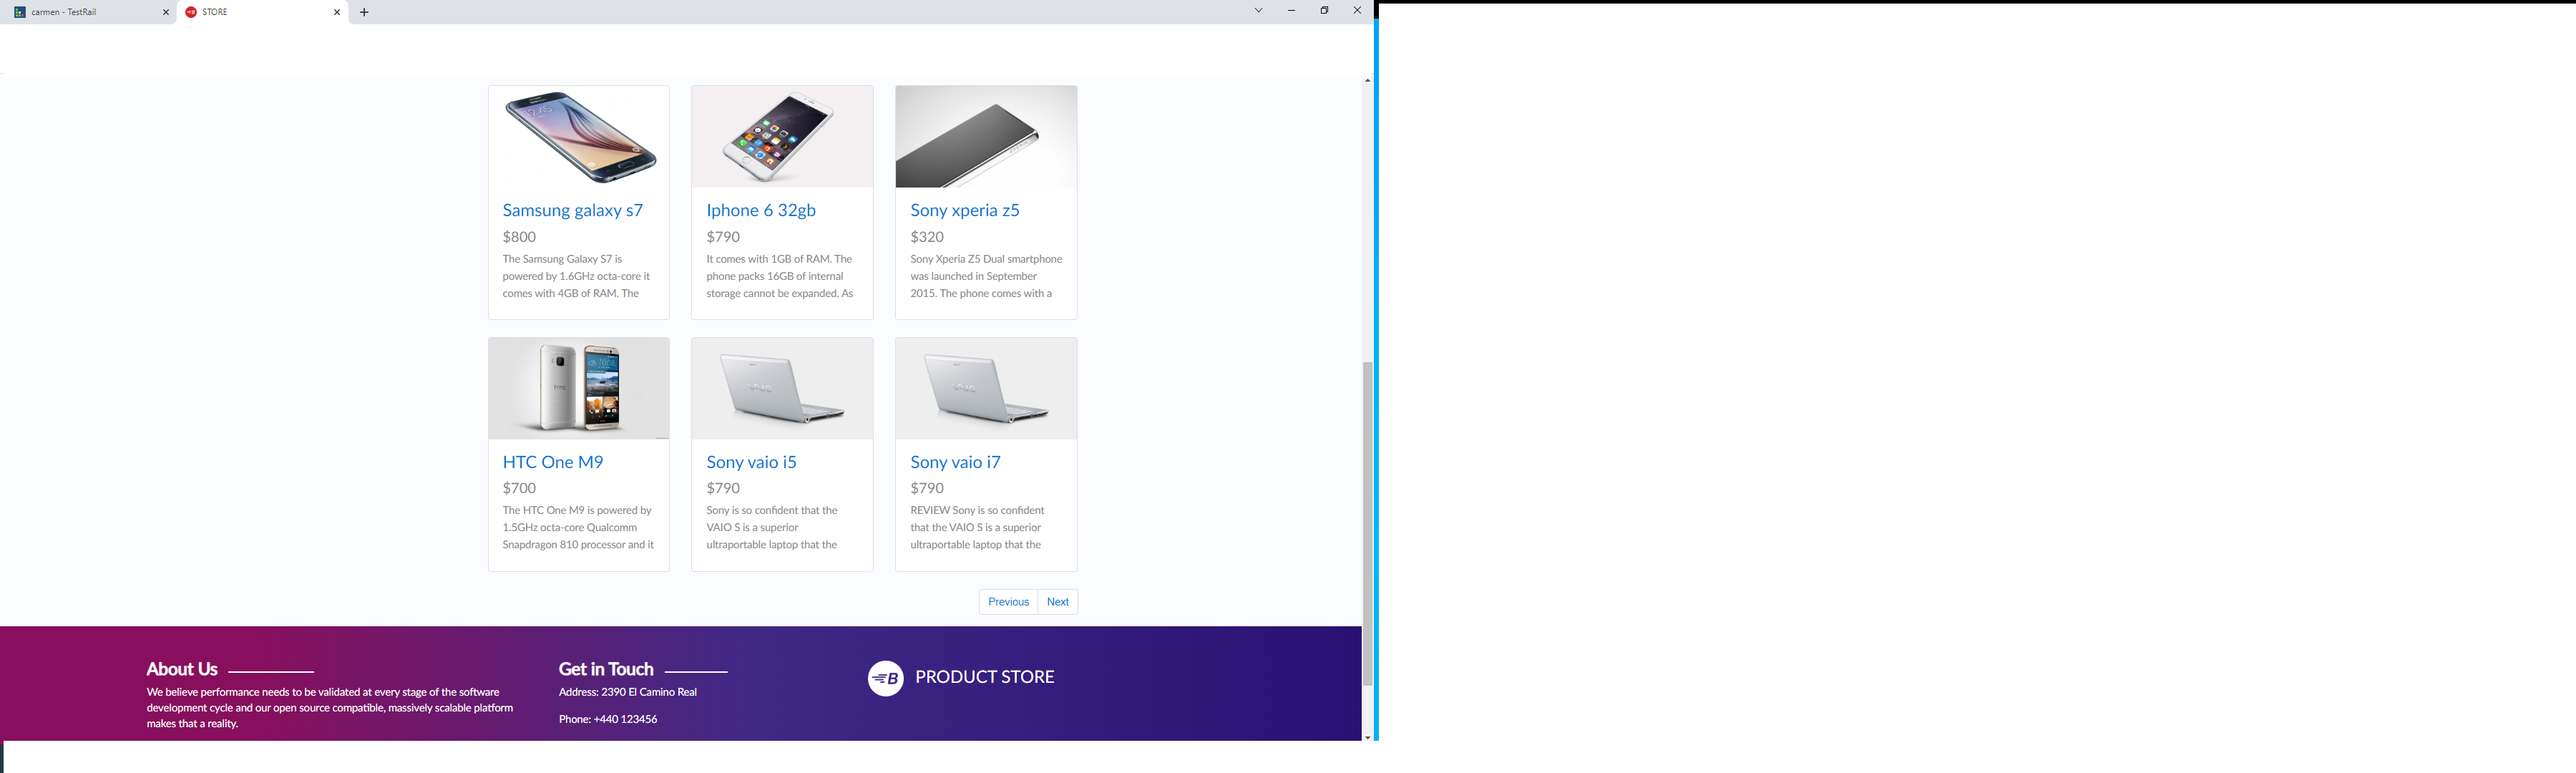 carmen - TestRail
STORE
Samsung galaxy s7
$800
The Samsung Galaxy S7 is
powered by 1.6GHz octa-core it
comes with 4GB of RAM. The
Iphone 6 32gb
$790
It comes with 1GB of RAM. The
phone packs 16GB of internal
storage cannot be expanded. As
Sony xperia z5
$320
Sony Xperia Z5 Dual smartphone
was launched in September
2015. The phone comes with a
HTC One M9
$700
The HTC One M9 is powered by
1.5GHz octa-core Qualcomm
Snapdragon 810 processor and it
VAIO
Sony vaio i5
$790
Sony is so confident that the
VAIO S is a superior
ultraportable laptop that the
VAIO
Sony vaio i7
$790
REVIEW Sony is so confident
that the VAIO S is a superior
ultraportable laptop that the
Previous Next
About Us
We believe performance needs to be validated at every stage of the software
development cycle and our open source compatible, massively scalable platform
makes that a reality.
Get in Touch
Address: 2390 El Camino Real
Phone: +440 123456
B
PRODUCT STORE